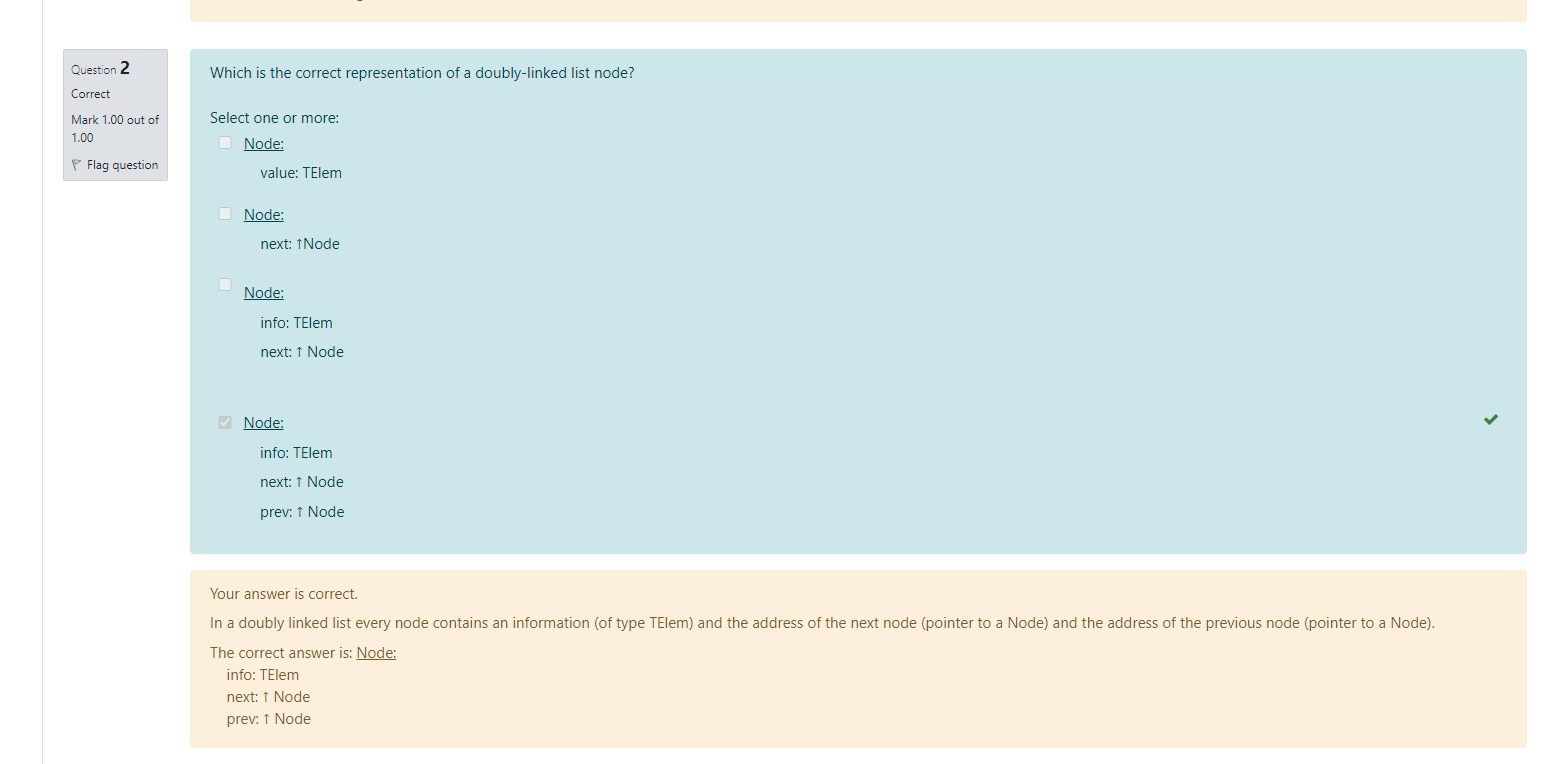 Question 2
Correct
Mark 1.00 out of
1.00
Flag question
Which is the correct representation of a doubly-linked list node?
Select one or more:
Node:
value: TElem
Node:
next: ↑Node
Node:
info: TElem
next: ↑ Node
Node:
info: TElem
next: ↑ Node
prev: ↑ Node
Your answer is correct.
In a doubly linked list every node contains an information (of type TElem) and the address of the next node (pointer to a Node) and the address of the previous node (pointer to a Node).
The correct answer is: Node:
info: TElem
next: ↑ Node
prev: ↑ Node